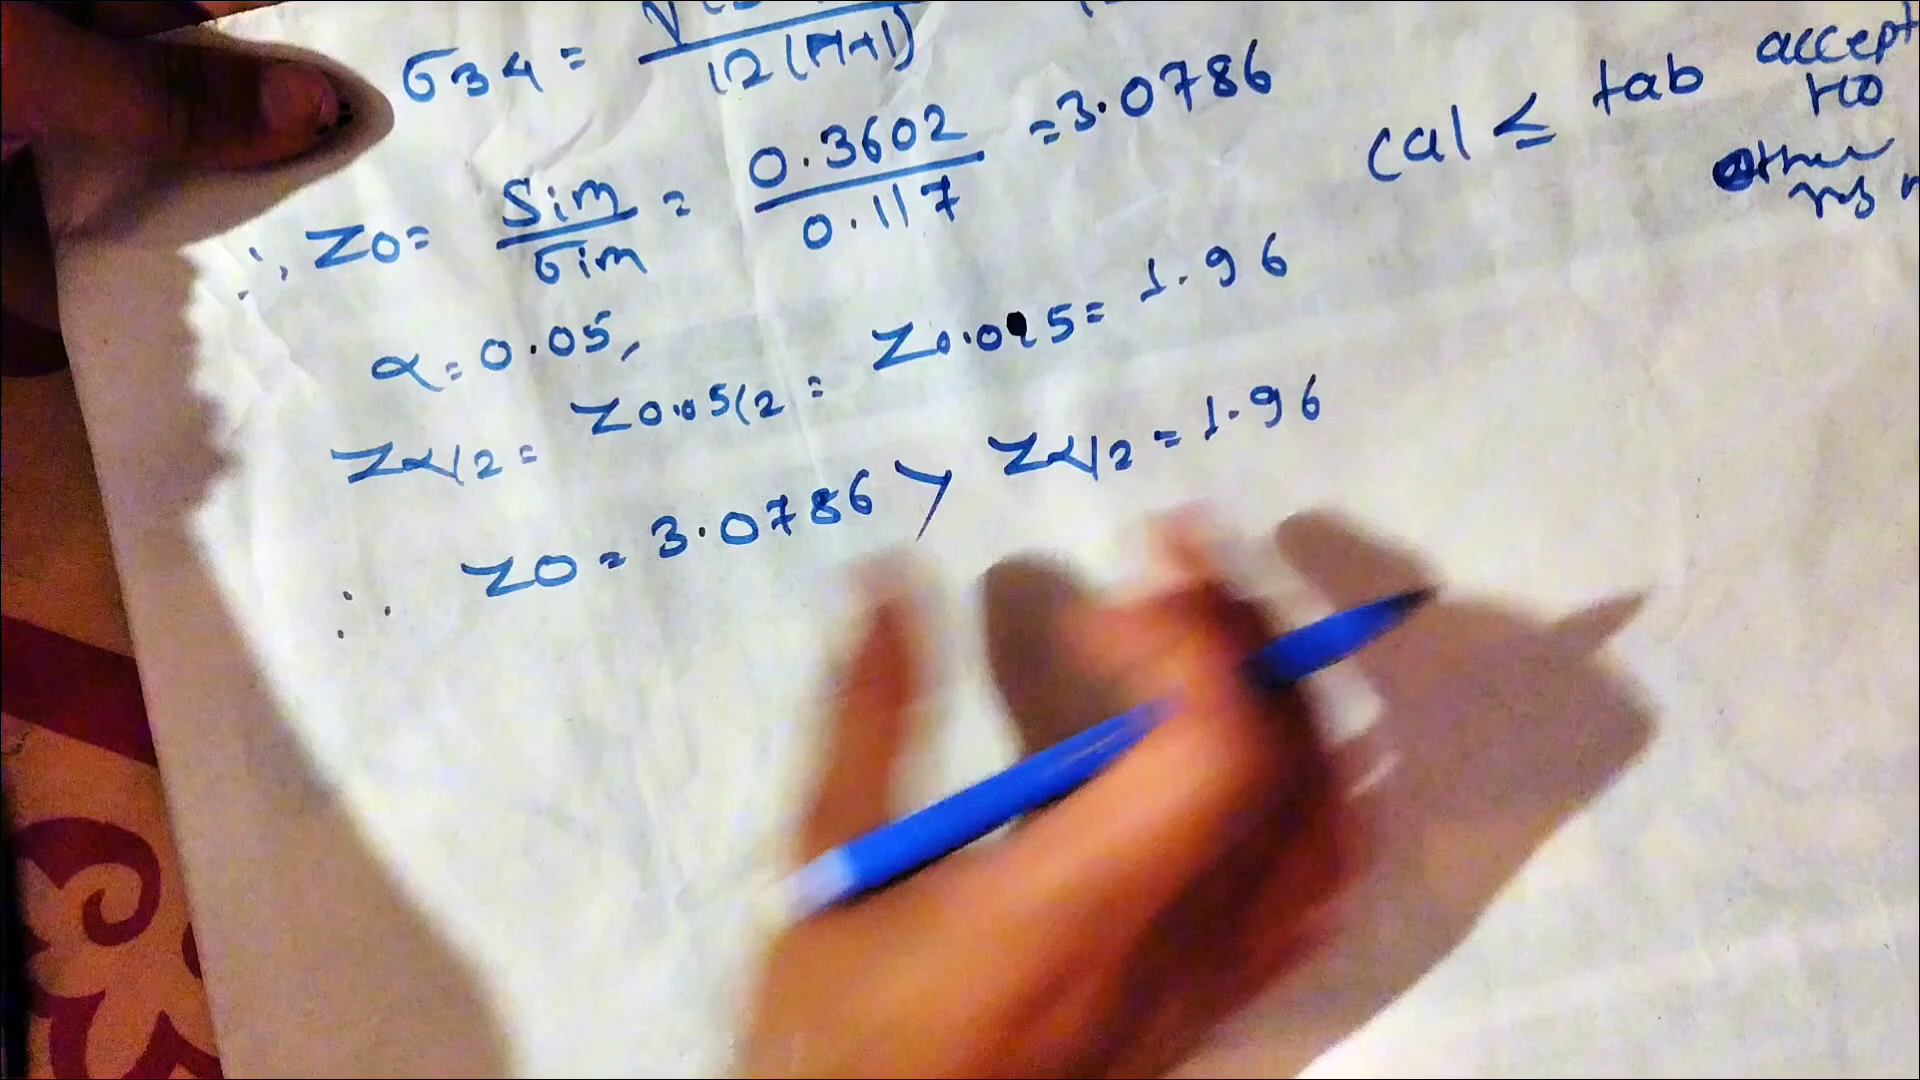 σ34 = √ / 12(M+1)
∴ Z0 = Sim / σim = 0.3602 / 0.117 = 3.0786
cal ≤ tab accept H0
other
α = 0.05,
Zα/2 = Z0.05/2 = Z0.025 = 1.96
∴ Z0 = 3.0786 > Zα/2 = 1.96